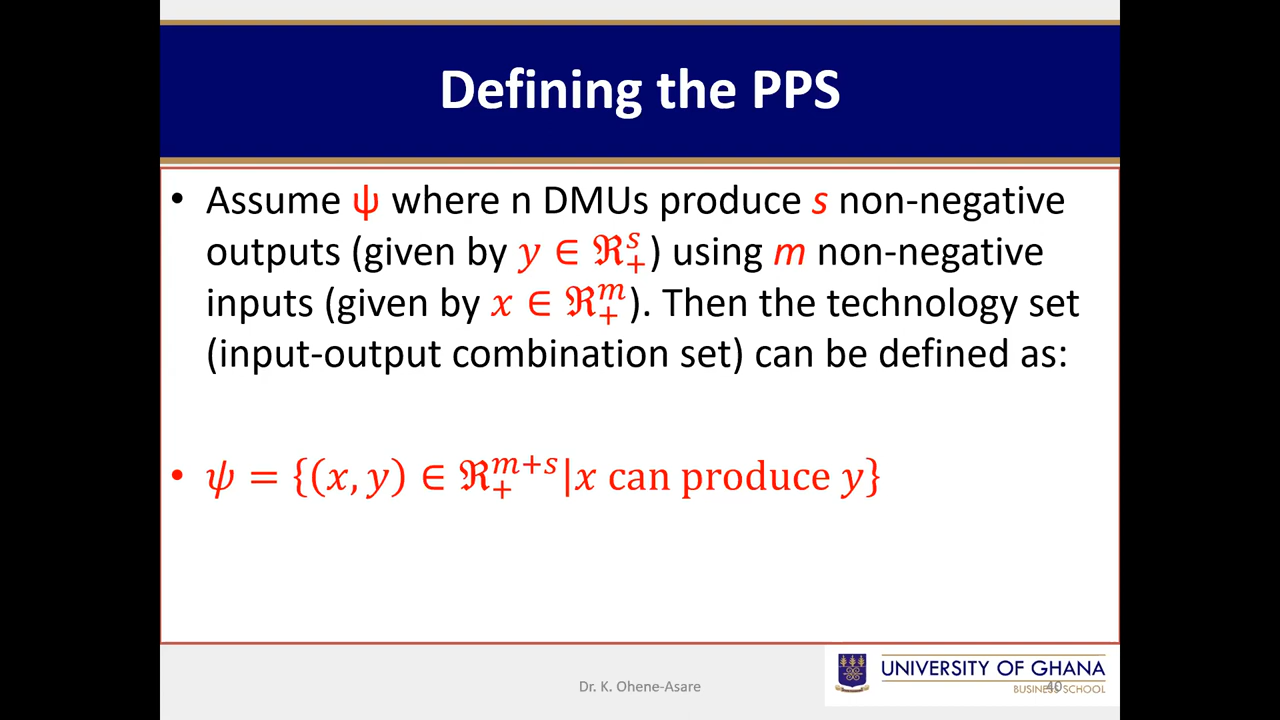 Defining the PPS
• Assume ψ where n DMUs produce s non-negative
outputs (given by y ∈ ℜ₊ˢ) using m non-negative
inputs (given by x ∈ ℜ₊ᵐ). Then the technology set
(input-output combination set) can be defined as:
• ψ = {(x, y) ∈ ℜ₊ᵐ⁺ˢ|x can produce y}
Dr. K. Ohene-Asare
UNIVERSITY OF GHANA
BUSINESS SCHOOL
40